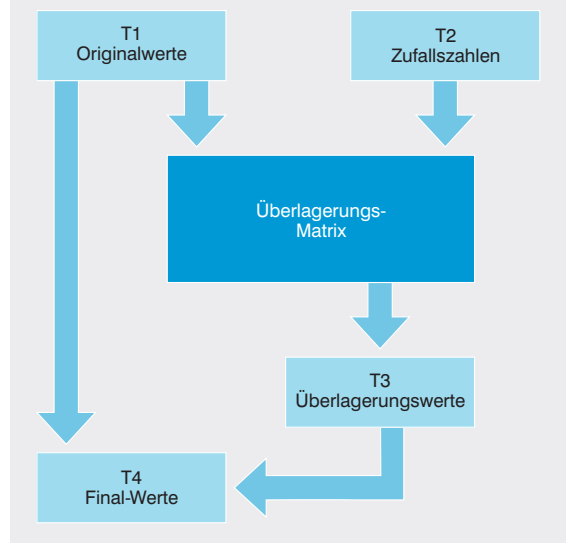 T1
Originalwerte
T2
Zufallszahlen
Überlagerungs-
Matrix
T3
Überlagerungswerte
T4
Final-Werte